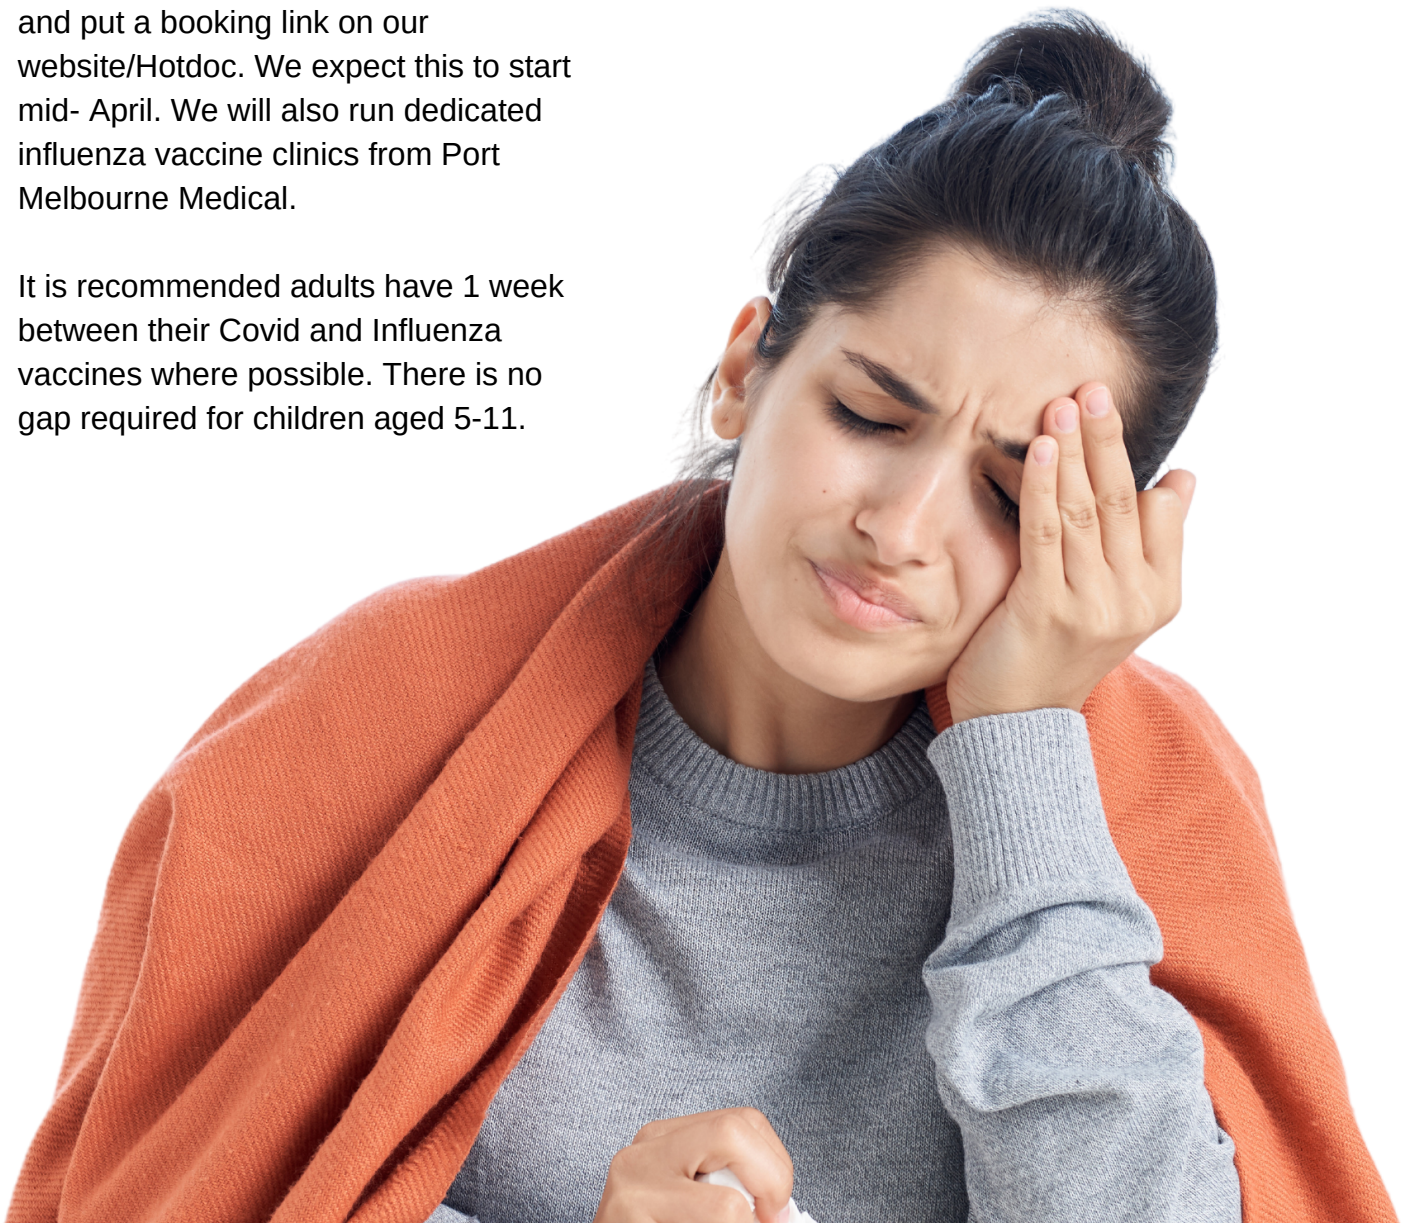 and put a booking link on our
website/Hotdoc. We expect this to start
mid- April. We will also run dedicated
influenza vaccine clinics from Port
Melbourne Medical.
It is recommended adults have 1 week
between their Covid and Influenza
vaccines where possible. There is no
gap required for children aged 5-11.